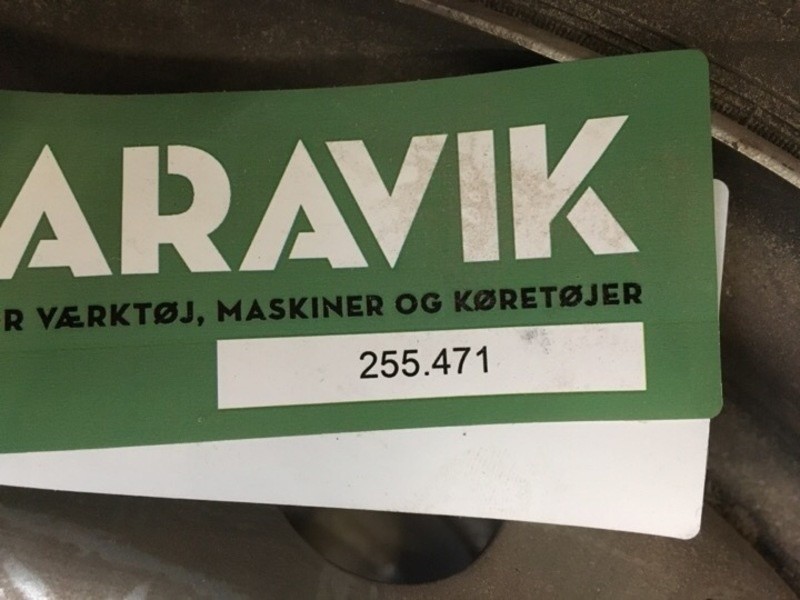 ARAVIK
R VÆRKTØJ, MASKINER OG KØRETØJER
255.471